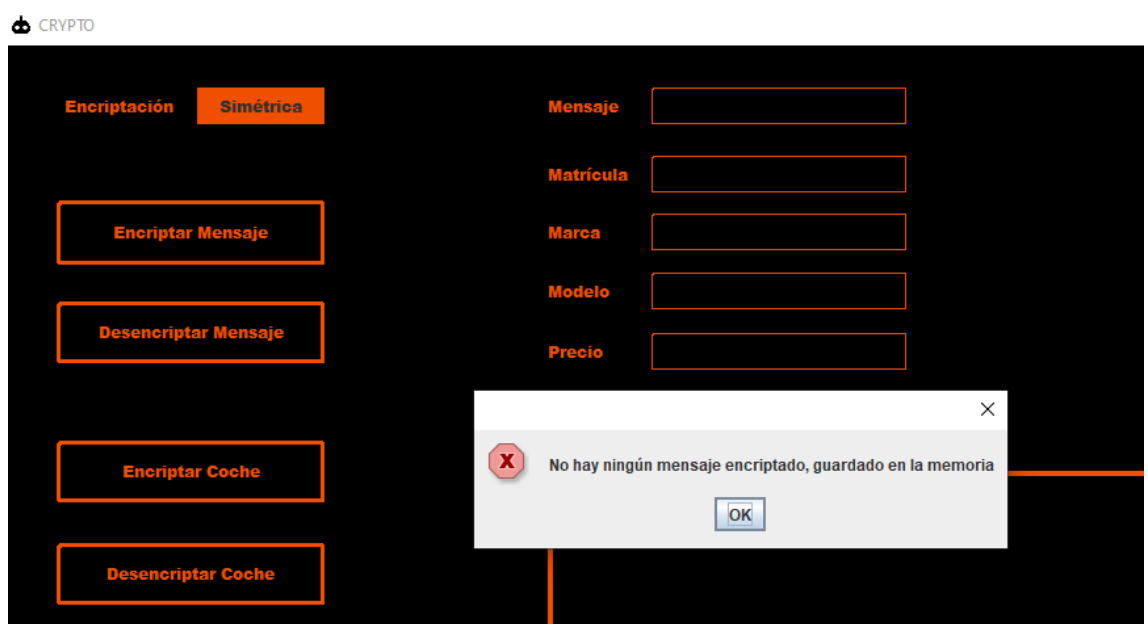 CRYPTO
Encriptación Simétrica
Mensaje
Matrícula
Encriptar Mensaje
Marca
Modelo
Desencriptar Mensaje
Precio
X
No hay ningún mensaje encriptado, guardado en la memoria
Encriptar Coche
OK
Desencriptar Coche